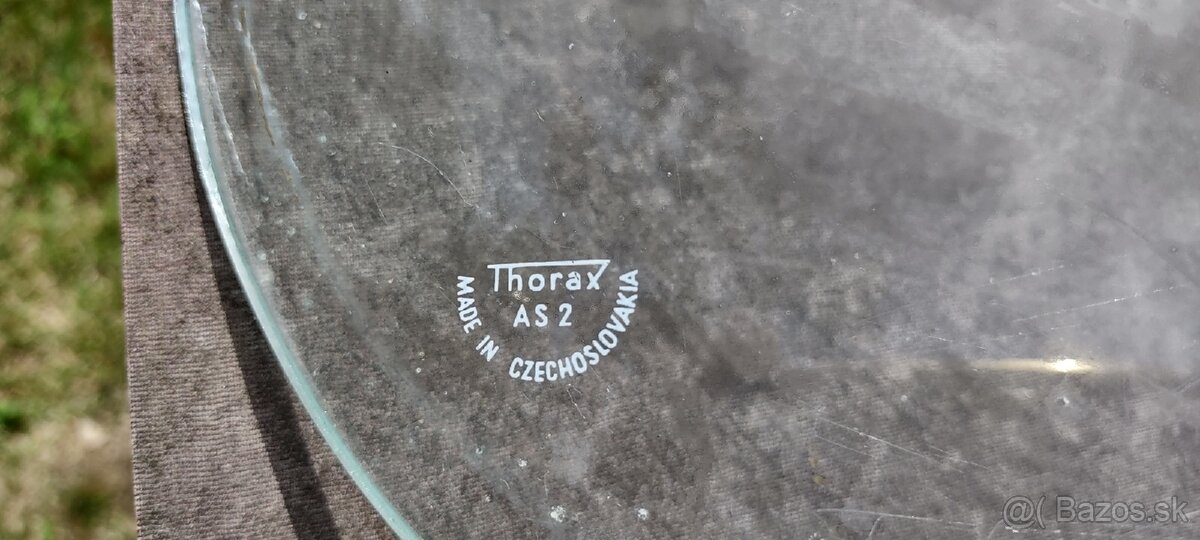 Thorax
AS 2
MADE IN CZECHOSLOVAKIA
@( Bazos.sk